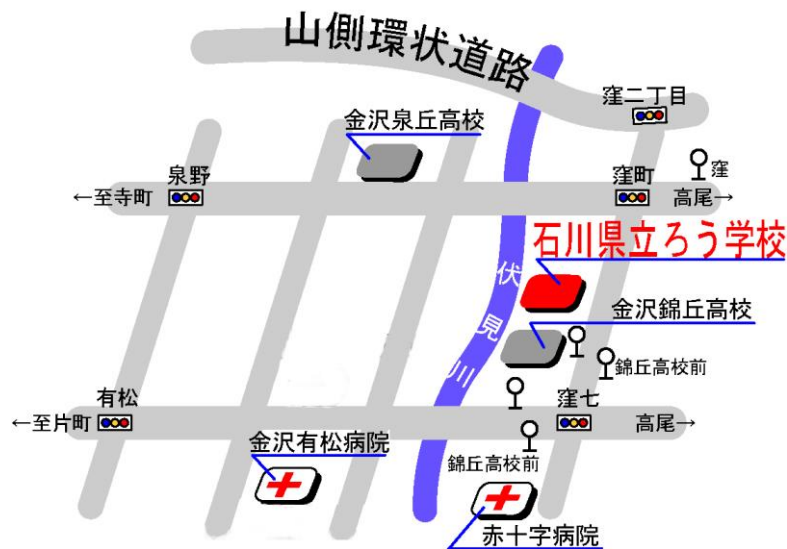 山側環状道路
窪二丁目
金沢泉丘高校
泉野
窪町
窪
←至寺町
高尾→
石川県立ろう学校
伏見川
金沢錦丘高校
錦丘高校前
有松
窪七
←至片町
高尾→
金沢有松病院
錦丘高校前
赤十字病院